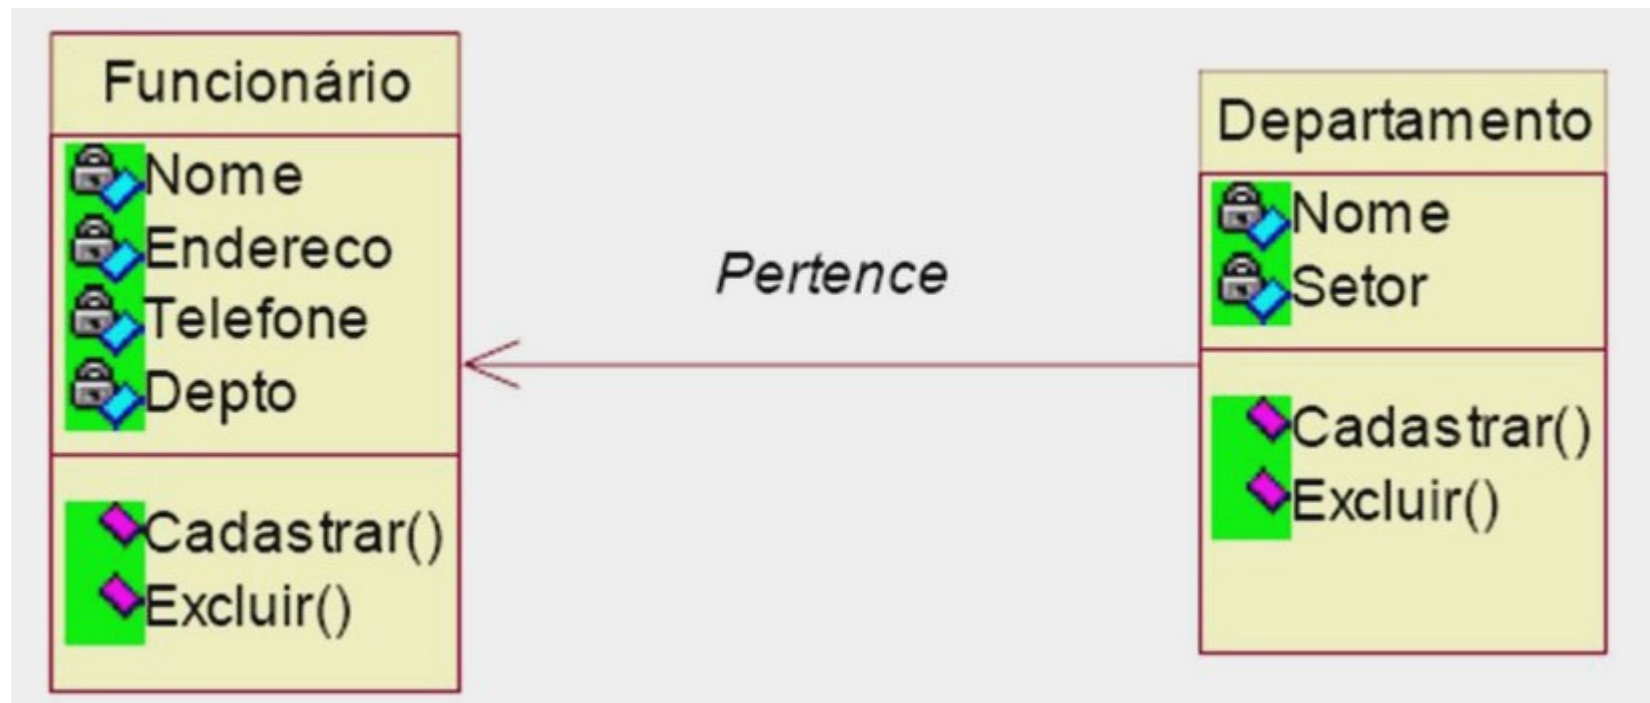 Funcionário
Nome
Endereco
Telefone
Depto
Cadastrar()
Excluir()
Pertence
Departamento
Nome
Setor
Cadastrar()
Excluir()